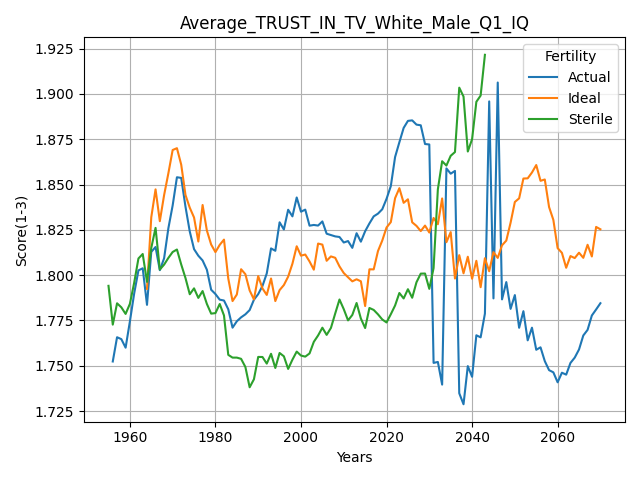 Average_TRUST_IN_TV_White_Male_Q1_IQ
Fertility
Actual
Ideal
Sterile
Score(1-3)
1.925
1.900
1.875
1.850
1.825
1.800
1.775
1.750
1.725
1960
1980
2000
2020
2040
2060
Years